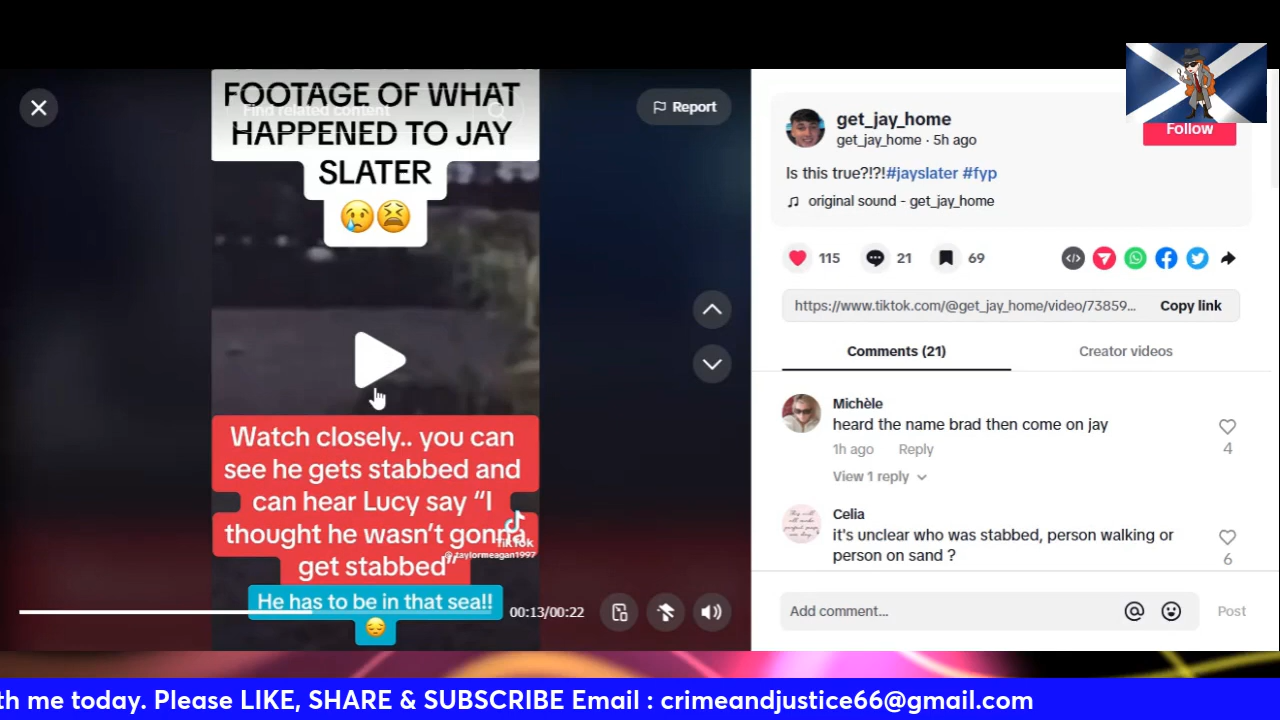 FOOTAGE OF WHAT
HAPPENED TO JAY
SLATER
😢😫
Find related content
Report
Watch closely.. you can
see he gets stabbed and
can hear Lucy say “I
thought he wasn’t gonna
get stabbed”
TikTok
@taylormeagan1997
He has to be in that sea!!
😔
00:13/00:22
get_jay_home
get_jay_home · 5h ago
Follow
Is this true?!?!#jayslater #fyp
original sound - get_jay_home
115
21
69
https://www.tiktok.com/@get_jay_home/video/73859...
Copy link
Comments (21)
Creator videos
Michèle
heard the name brad then come on jay
1h ago Reply
4
View 1 reply
Celia
it's unclear who was stabbed, person walking or
person on sand ?
6
Add comment...
Post
th me today. Please LIKE, SHARE & SUBSCRIBE Email : crimeandjustice66@gmail.com